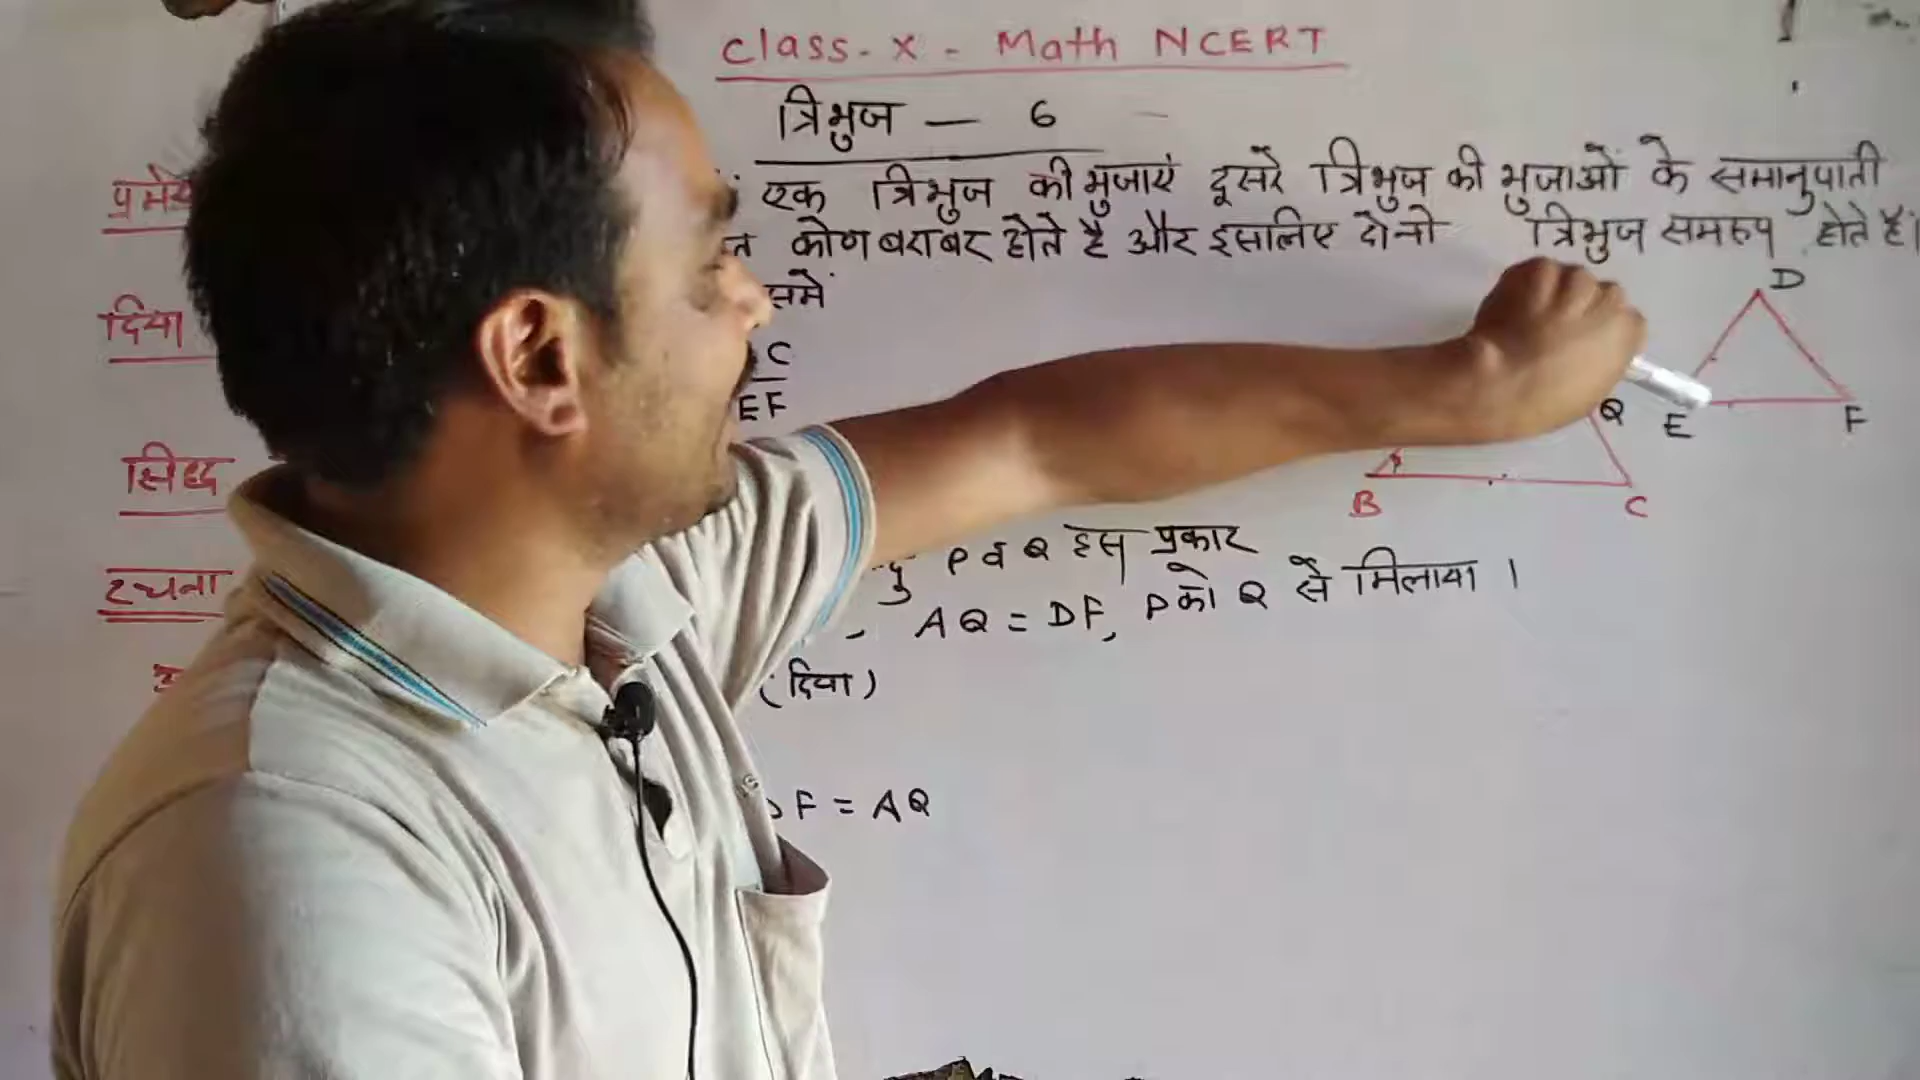 Class - X - Math NCERT
त्रिभुज — 6
एक त्रिभुज की भुजाएं दूसरे त्रिभुज की भुजाओं के समानुपाती
कोण बराबर होते है और इसलिए दोनो त्रिभुज समरुप होते है।
दिया
C
EF
D
Q
E
F
सिद्ध
B
C
रचना
P व Q इस प्रकार
AQ = DF, P को Q से मिलाया ।
(दिया)
F = AQ